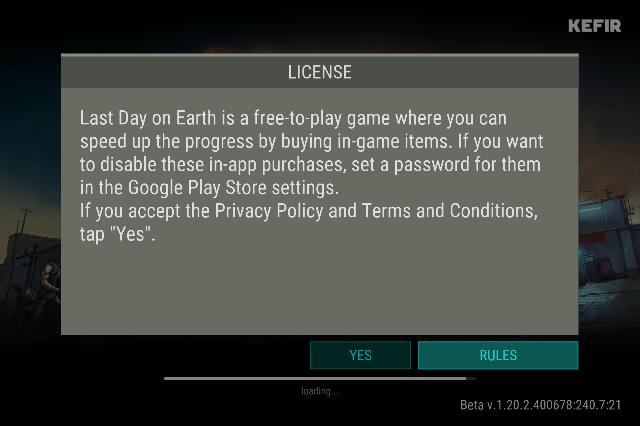 KEFIR
LICENSE
Last Day on Earth is a free-to-play game where you can
speed up the progress by buying in-game items. If you want
to disable these in-app purchases, set a password for them
in the Google Play Store settings.
If you accept the Privacy Policy and Terms and Conditions,
tap "Yes".
YES
RULES
loading...
Beta v.1.20.2.400678:240.7:21